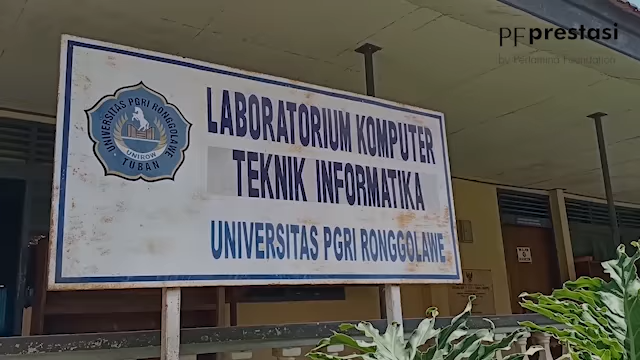 PFprestasi
by Pertamina Foundation
UNIVERSITAS PGRI RONGGOLAWE
UNIROW
TUBAN
LABORATORIUM KOMPUTER
TEKNIK INFORMATIKA
UNIVERSITAS PGRI RONGGOLAWE